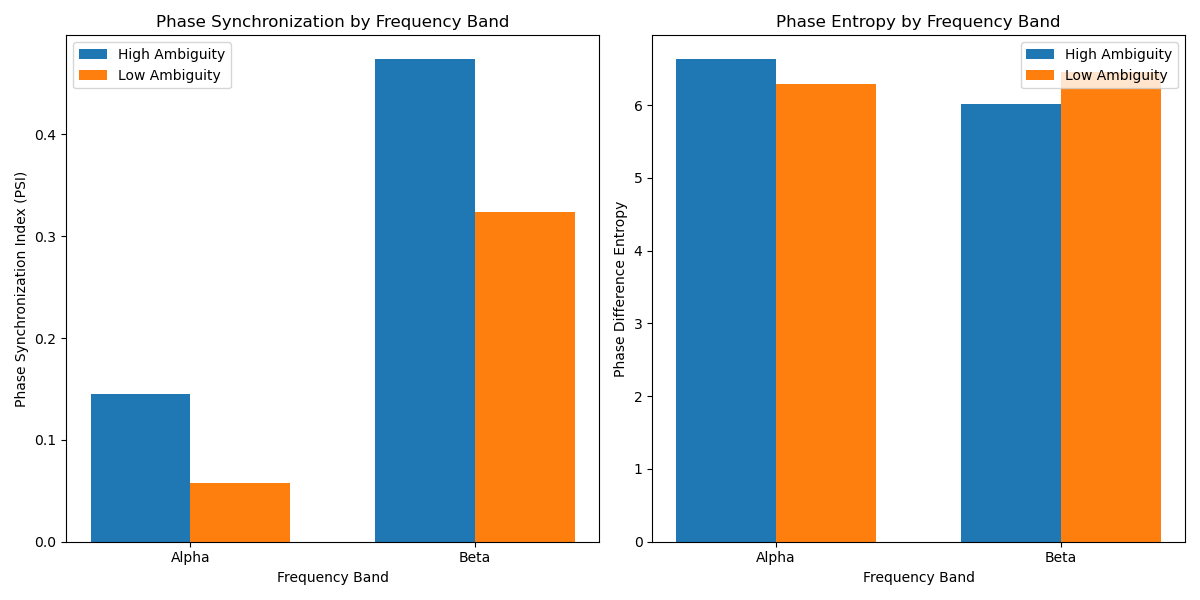 Phase Synchronization by Frequency Band
High Ambiguity
Low Ambiguity
Phase Synchronization Index (PSI)
0.4
0.3
0.2
0.1
0.0
Alpha
Beta
Frequency Band
Phase Entropy by Frequency Band
High Ambiguity
Low Ambiguity
Phase Difference Entropy
6
5
4
3
2
1
0
Alpha
Beta
Frequency Band